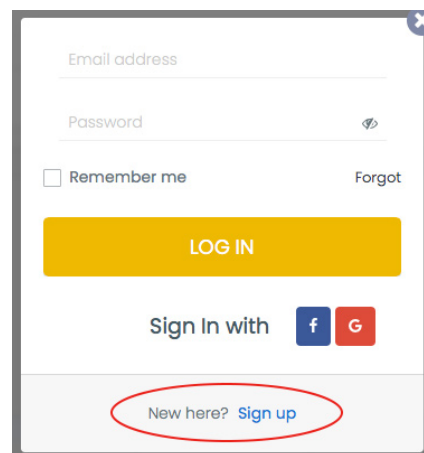 Email address
Password
Remember me Forgot
LOG IN
Sign In with f G
New here? Sign up